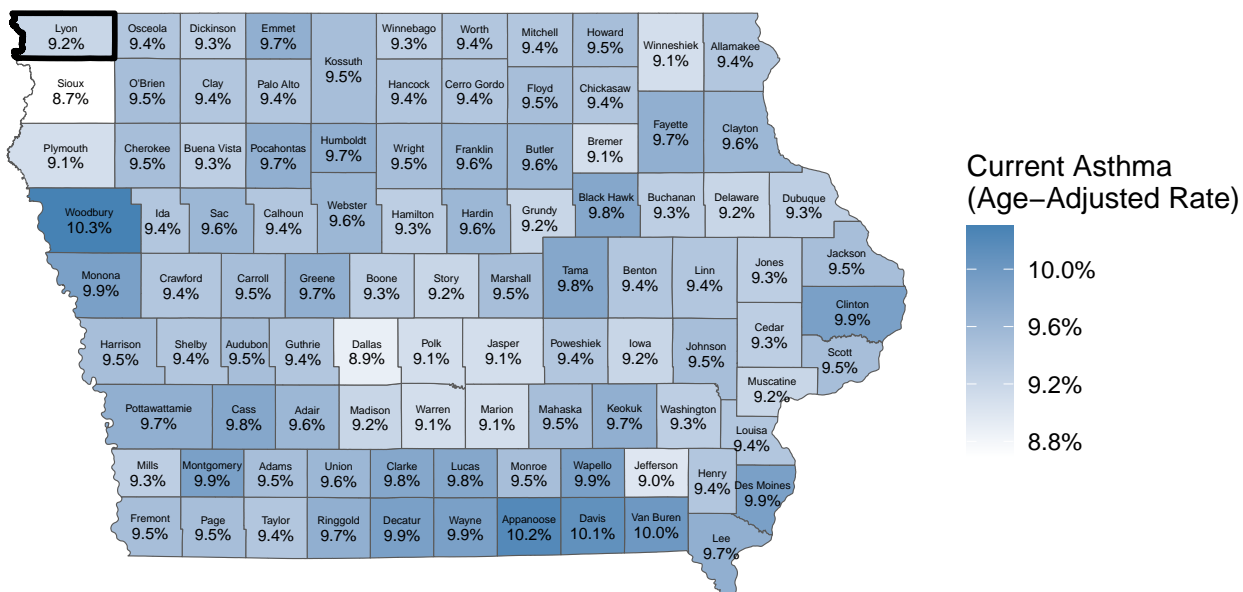 Lyon
9.2%
Osceola
9.4%
Dickinson
9.3%
Emmet
9.7%
Kossuth
9.5%
Winnebago
9.3%
Worth
9.4%
Mitchell
9.4%
Howard
9.5%
Winneshiek
9.1%
Allamakee
9.4%
Sioux
8.7%
O'Brien
9.5%
Clay
9.4%
Palo Alto
9.4%
Hancock
9.4%
Cerro Gordo
9.4%
Floyd
9.5%
Chickasaw
9.4%
Fayette
9.7%
Clayton
9.6%
Plymouth
9.1%
Cherokee
9.5%
Buena Vista
9.3%
Pocahontas
9.7%
Humboldt
9.7%
Wright
9.5%
Franklin
9.6%
Butler
9.6%
Bremer
9.1%
Woodbury
10.3%
Ida
9.4%
Sac
9.6%
Calhoun
9.4%
Webster
9.6%
Hamilton
9.3%
Hardin
9.6%
Grundy
9.2%
Black Hawk
9.8%
Buchanan
9.3%
Delaware
9.2%
Dubuque
9.3%
Monona
9.9%
Crawford
9.4%
Carroll
9.5%
Greene
9.7%
Boone
9.3%
Story
9.2%
Marshall
9.5%
Tama
9.8%
Benton
9.4%
Linn
9.4%
Jones
9.3%
Jackson
9.5%
Clinton
9.9%
Harrison
9.5%
Shelby
9.4%
Audubon
9.5%
Guthrie
9.4%
Dallas
8.9%
Polk
9.1%
Jasper
9.1%
Poweshiek
9.4%
Iowa
9.2%
Johnson
9.5%
Cedar
9.3%
Scott
9.5%
Muscatine
9.2%
Pottawattamie
9.7%
Cass
9.8%
Adair
9.6%
Madison
9.2%
Warren
9.1%
Marion
9.1%
Mahaska
9.5%
Keokuk
9.7%
Washington
9.3%
Louisa
9.4%
Mills
9.3%
Montgomery
9.9%
Adams
9.5%
Union
9.6%
Clarke
9.8%
Lucas
9.8%
Monroe
9.5%
Wapello
9.9%
Jefferson
9.0%
Henry
9.4%
Des Moines
9.9%
Fremont
9.5%
Page
9.5%
Taylor
9.4%
Ringgold
9.7%
Decatur
9.9%
Wayne
9.9%
Appanoose
10.2%
Davis
10.1%
Van Buren
10.0%
Lee
9.7%
Current Asthma
(Age−Adjusted Rate)
10.0%
9.6%
9.2%
8.8%